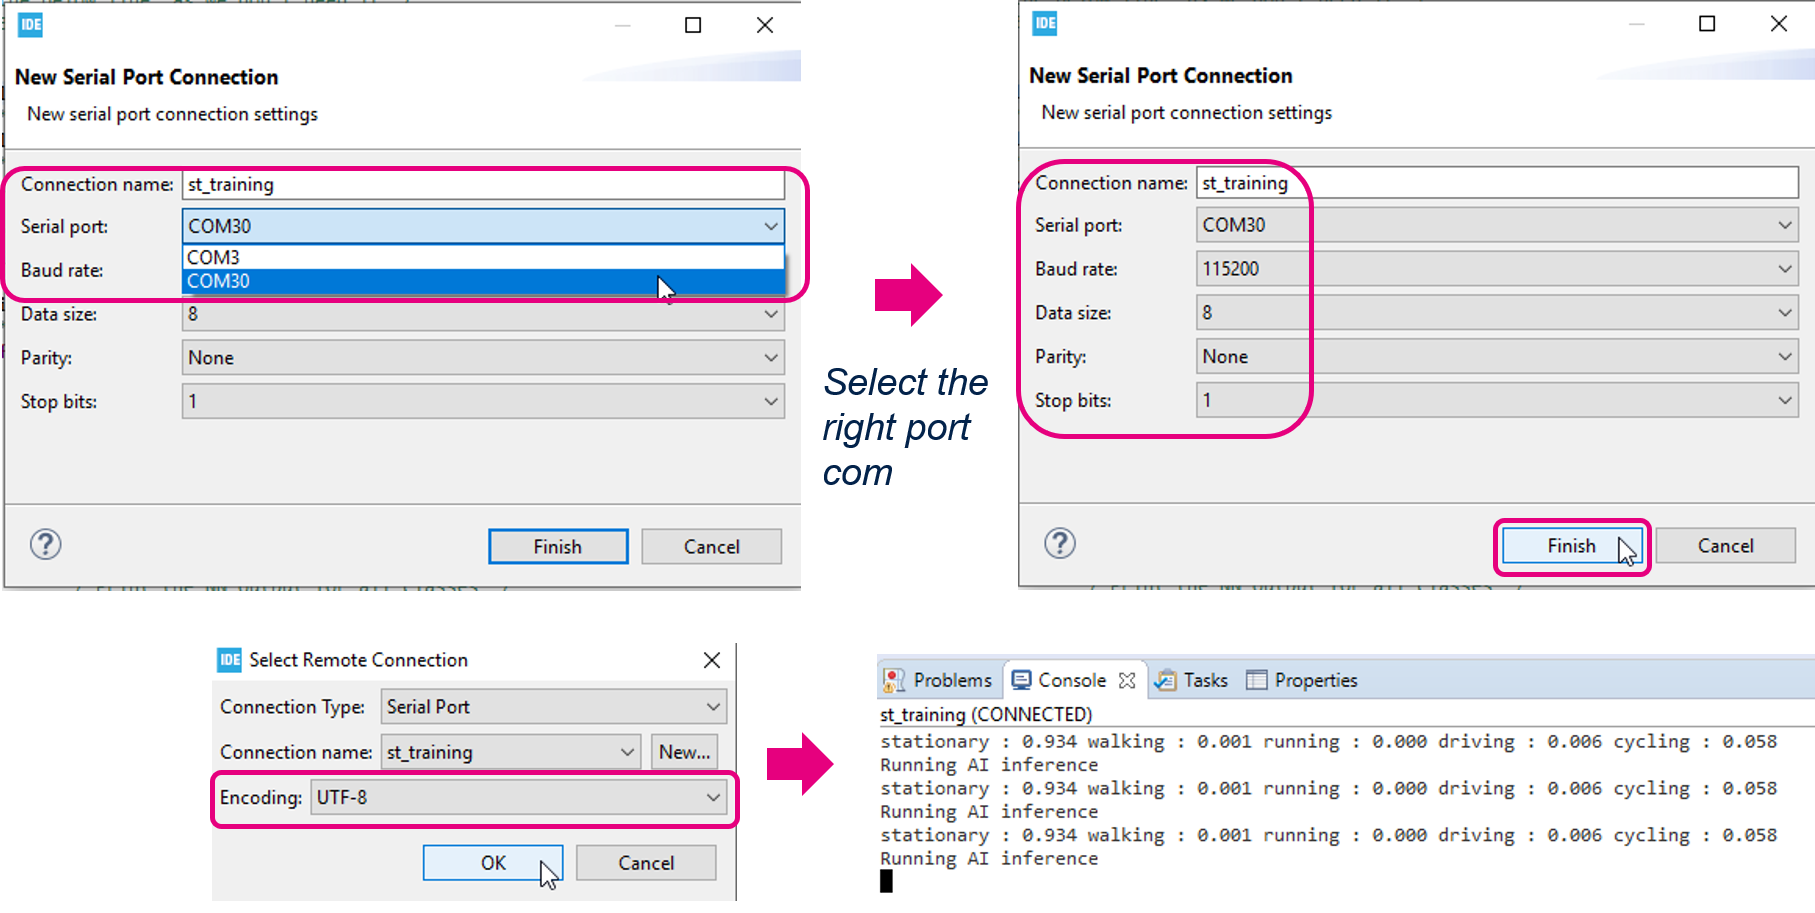 IDE
New Serial Port Connection
New serial port connection settings
Connection name: st_training
Serial port: COM30
COM3
COM30
Baud rate:
Data size: 8
Parity: None
Stop bits: 1
Finish Cancel
Select the
right port
com
IDE
New Serial Port Connection
New serial port connection settings
Connection name: st_training
Serial port: COM30
Baud rate: 115200
Data size: 8
Parity: None
Stop bits: 1
Finish Cancel
IDE Select Remote Connection
Connection Type: Serial Port
Connection name: st_training New...
Encoding: UTF-8
OK Cancel
Problems Console Tasks Properties
st_training (CONNECTED)
stationary : 0.934 walking : 0.001 running : 0.000 driving : 0.006 cycling : 0.058
Running AI inference
stationary : 0.934 walking : 0.001 running : 0.000 driving : 0.006 cycling : 0.058
Running AI inference
stationary : 0.934 walking : 0.001 running : 0.000 driving : 0.006 cycling : 0.058
Running AI inference